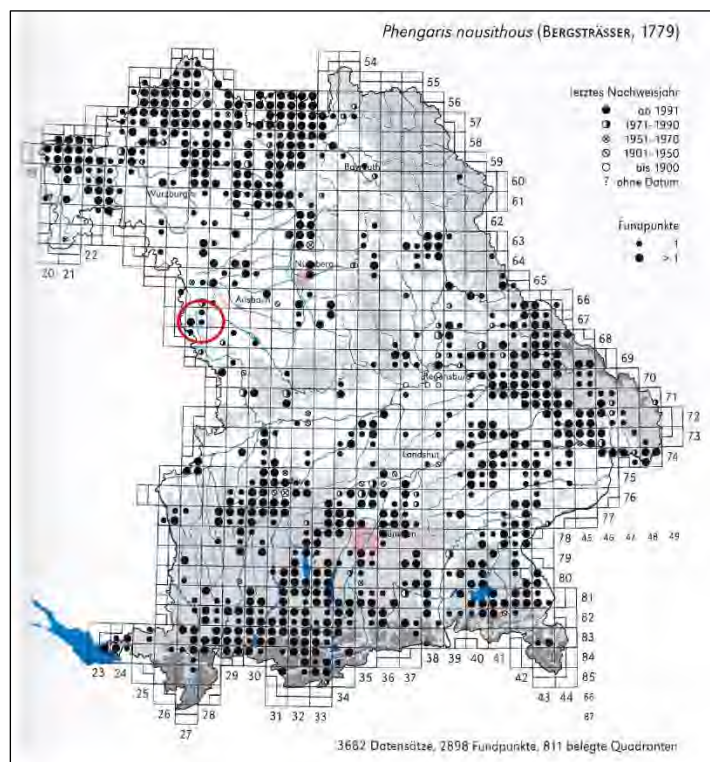 Phengaris nausithous (BERGSTRÄSSER, 1779)
letztes Nachweisjahr
ab 1991
1971–1990
1951–1970
1901–1950
bis 1900
? ohne Datum
Fundpunkte
1
> 1
54
55
56
57
58
59
60
61
62
63
64
65
66
67
68
69
70
71
72
73
74
75
76
77
78 45 46 47 48 49
79
80
81
82
83
84
85
86
87
19
20 21
22
23 24
25
26
27
28
29 30
31 32 33
34
35 36 37
38 39 40 41
42
43 44
Bayreuth
Würzburg
Nürnberg
Ansbach
Regensburg
Landshut
3682 Datensätze, 2898 Fundpunkte, 811 belegte Quadranten